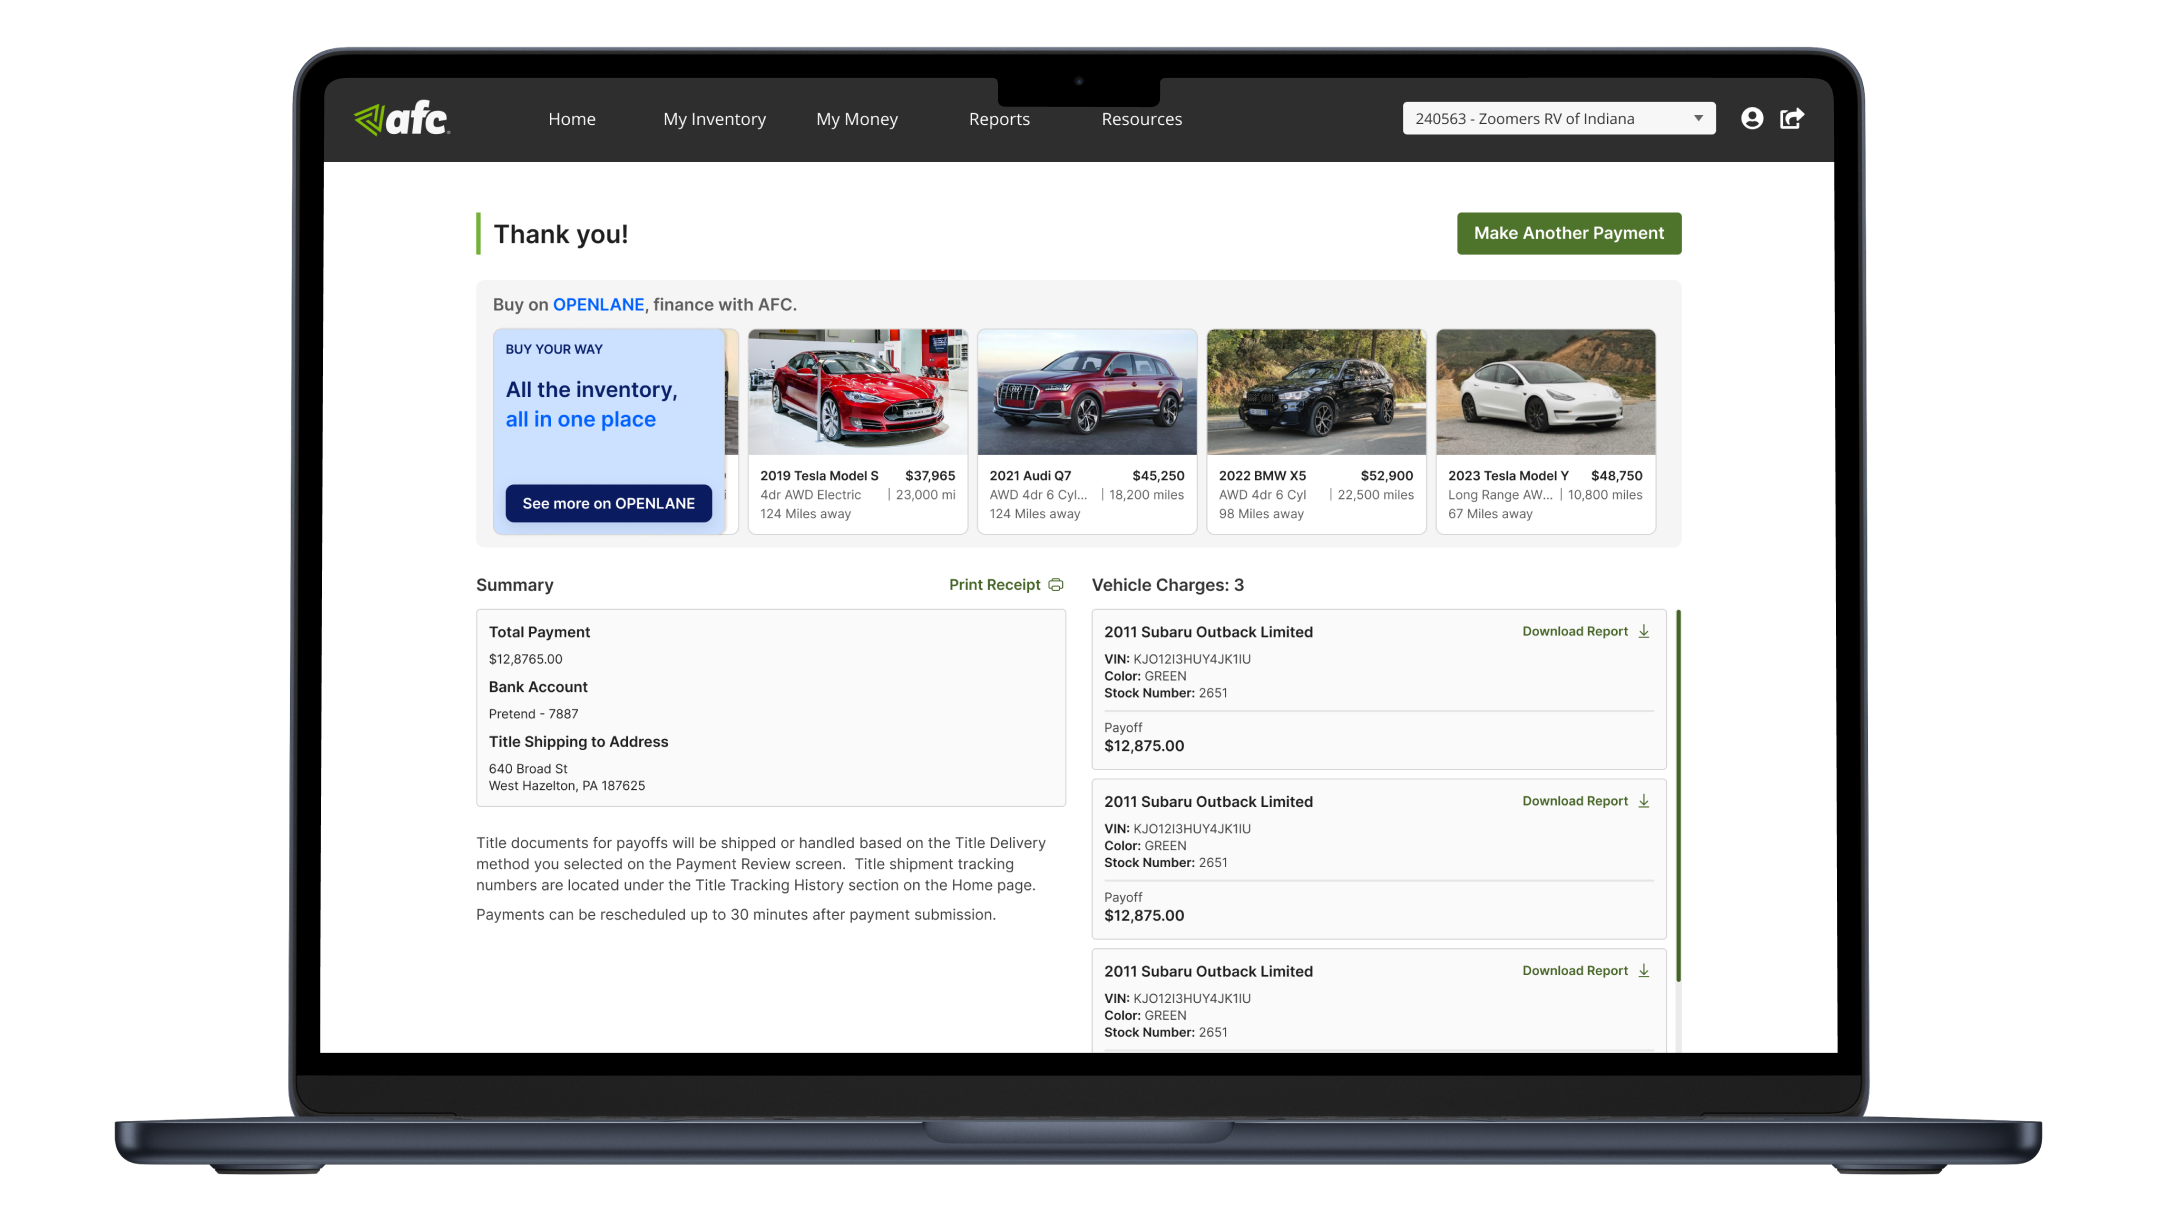 afc
Home
My Inventory
My Money
Reports
Resources
240563 - Zoomers RV of Indiana
Thank you!
Make Another Payment
Buy on OPENLANE, finance with AFC.
BUY YOUR WAY
All the inventory,
all in one place
See more on OPENLANE
2019 Tesla Model S $37,965
4dr AWD Electric | 23,000 mi
124 Miles away
2021 Audi Q7 $45,250
AWD 4dr 6 Cyl... | 18,200 miles
124 Miles away
2022 BMW X5 $52,900
AWD 4dr 6 Cyl | 22,500 miles
98 Miles away
2023 Tesla Model Y $48,750
Long Range AW... | 10,800 miles
67 Miles away
Summary
Print Receipt
Total Payment
$12,8765.00
Bank Account
Pretend - 7887
Title Shipping to Address
640 Broad St
West Hazelton, PA 187625
Title documents for payoffs will be shipped or handled based on the Title Delivery
method you selected on the Payment Review screen.  Title shipment tracking
numbers are located under the Title Tracking History section on the Home page.
Payments can be rescheduled up to 30 minutes after payment submission.
Vehicle Charges: 3
2011 Subaru Outback Limited
Download Report
VIN: KJO12I3HUY4JK1IU
Color: GREEN
Stock Number: 2651
Payoff
$12,875.00
2011 Subaru Outback Limited
Download Report
VIN: KJO12I3HUY4JK1IU
Color: GREEN
Stock Number: 2651
Payoff
$12,875.00
2011 Subaru Outback Limited
Download Report
VIN: KJO12I3HUY4JK1IU
Color: GREEN
Stock Number: 2651